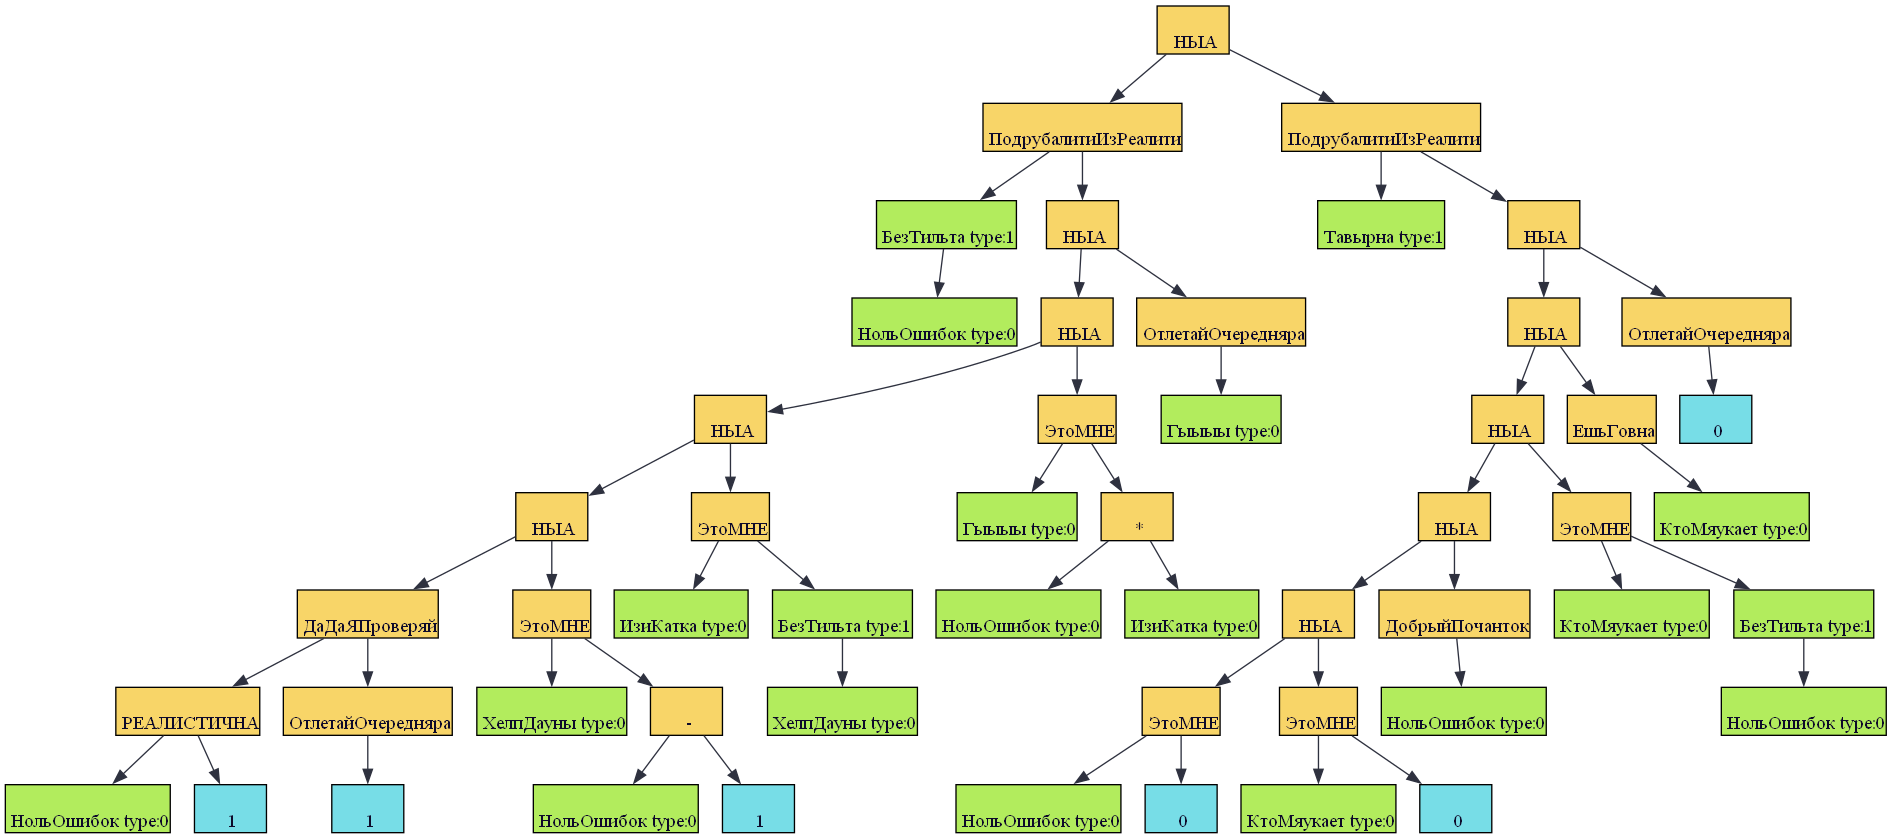 НЫА
ПодрубалитиИзРеалити
ПодрубалитиИзРеалити
БезТильта type:1
НЫА
Тавырна type:1
НЫА
НольОшибок type:0
НЫА
ОтлетайОчередняра
НЫА
ОтлетайОчередняра
НЫА
ЭтоМНЕ
Гыыыы type:0
НЫА
ЕшьГовна
0
НЫА
ЭтоМНЕ
Гыыыы type:0
*
НЫА
ЭтоМНЕ
КтоМяукает type:0
ДаДаЯПроверяй
ЭтоМНЕ
ИзиКатка type:0
БезТильта type:1
НольОшибок type:0
ИзиКатка type:0
НЫА
ДобрыйПочанток
КтоМяукает type:0
БезТильта type:1
РЕАЛИСТИЧНА
ОтлетайОчередняра
ХелпДауны type:0
-
ХелпДауны type:0
ЭтоМНЕ
ЭтоМНЕ
НольОшибок type:0
НольОшибок type:0
НольОшибок type:0
1
1
НольОшибок type:0
1
НольОшибок type:0
0
КтоМяукает type:0
0